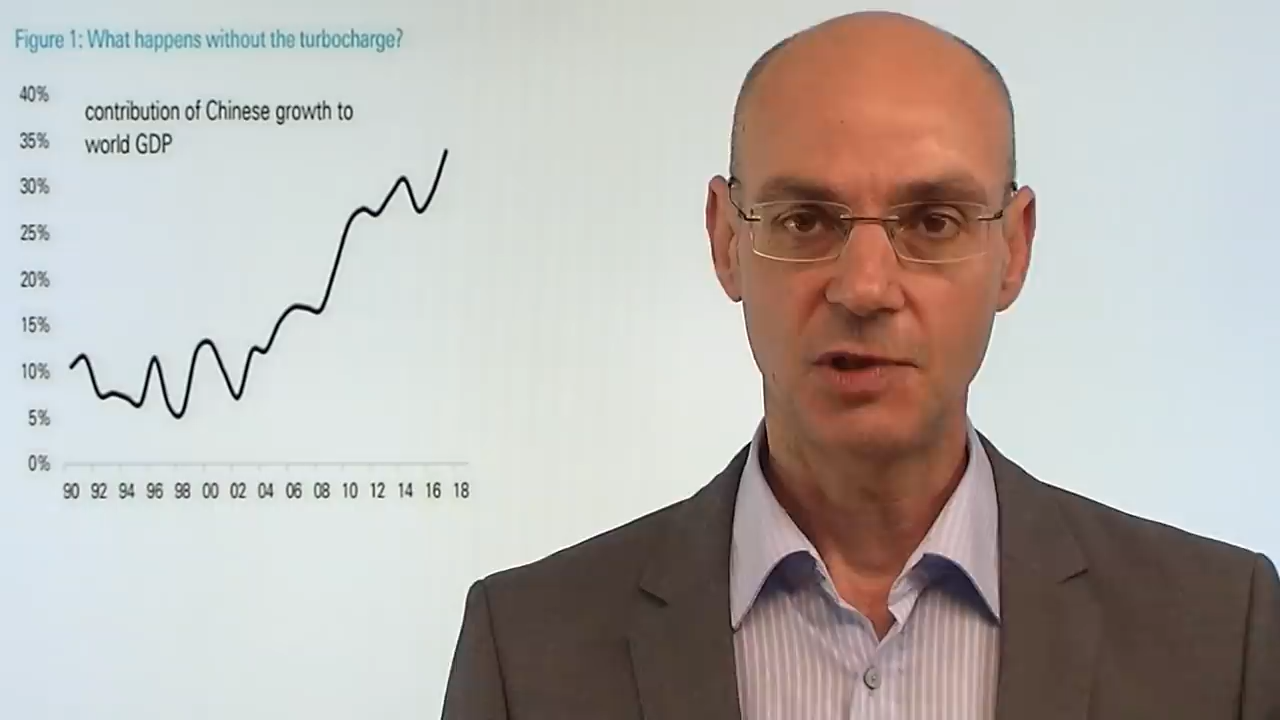 Figure 1: What happens without the turbocharge?
40%
contribution of Chinese growth to
35%
world GDP
30%
25%
20%
15%
10%
5%
0%
90 92 94 96 98 00 02 04 06 08 10 12 14 16 18